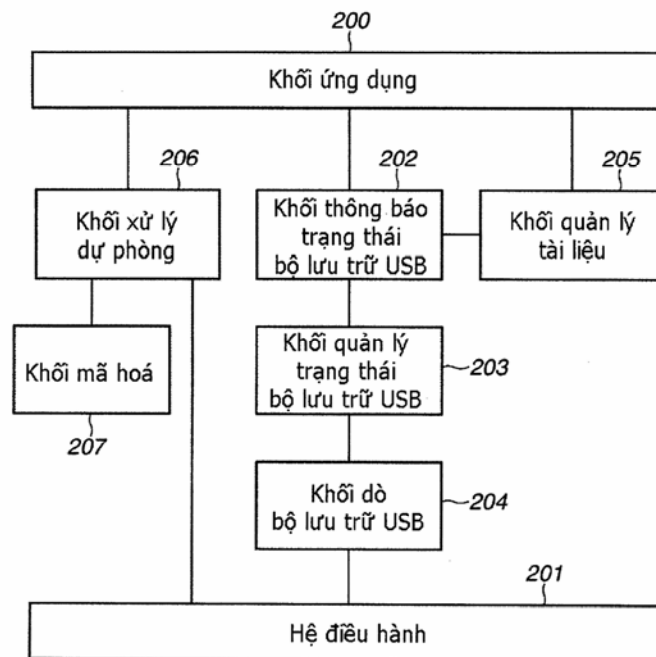 200
Khối ứng dụng
206
202
205
Khối xử lý
dự phòng
Khối thông báo
trạng thái
bộ lưu trữ USB
Khối quản lý
tài liệu
Khối mã hoá
207
Khối quản lý
trạng thái
bộ lưu trữ USB
203
Khối dò
bộ lưu trữ USB
204
201
Hệ điều hành